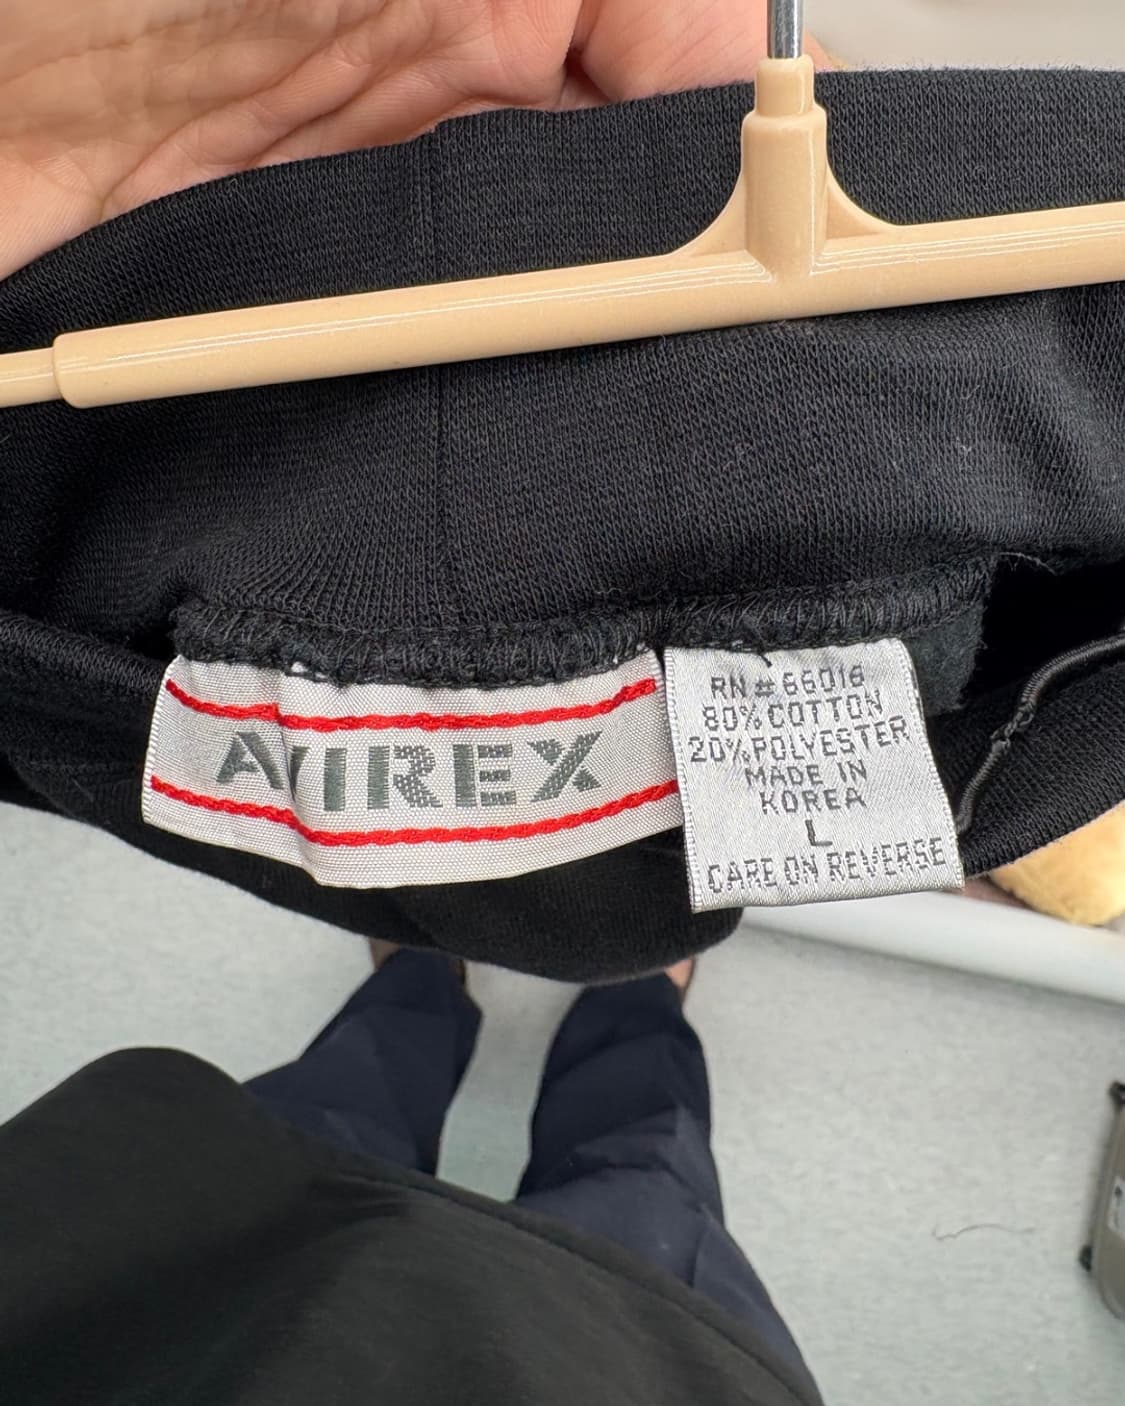 AVIREX
RN # 66016
80% COTTON
20% POLYESTER
MADE IN
KOREA
L
CARE ON REVERSE